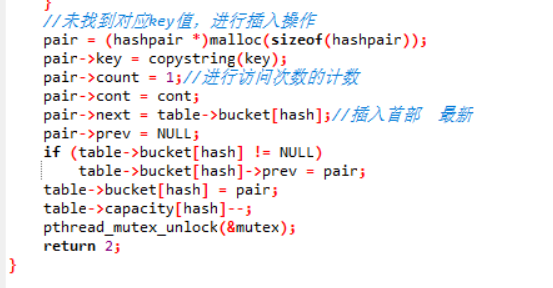 }
//未找到对应key值，进行插入操作
pair = (hashpair *)malloc(sizeof(hashpair));
pair->key = copystring(key);
pair->count = 1;//进行访问次数的计数
pair->cont = cont;
pair->next = table->bucket[hash];//插入首部 最新
pair->prev = NULL;
if (table->bucket[hash] != NULL)
table->bucket[hash]->prev = pair;
table->bucket[hash] = pair;
table->capacity[hash]--;
pthread_mutex_unlock(&mutex);
return 2;
}